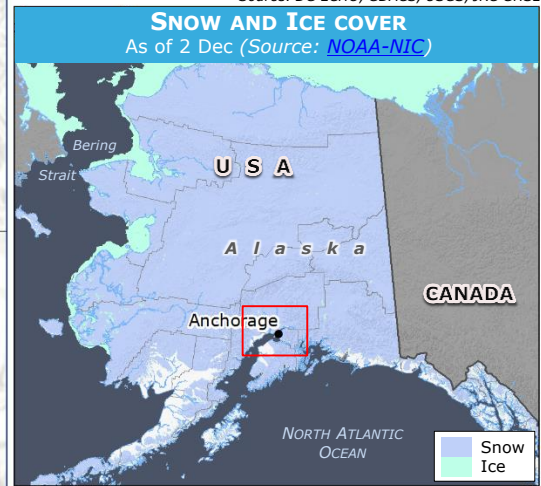 SNOW AND ICE COVER
As of 2 Dec (Source: NOAA-NIC)
Bering
Strait
USA
Alaska
CANADA
Anchorage
NORTH ATLANTIC
OCEAN
Snow
Ice